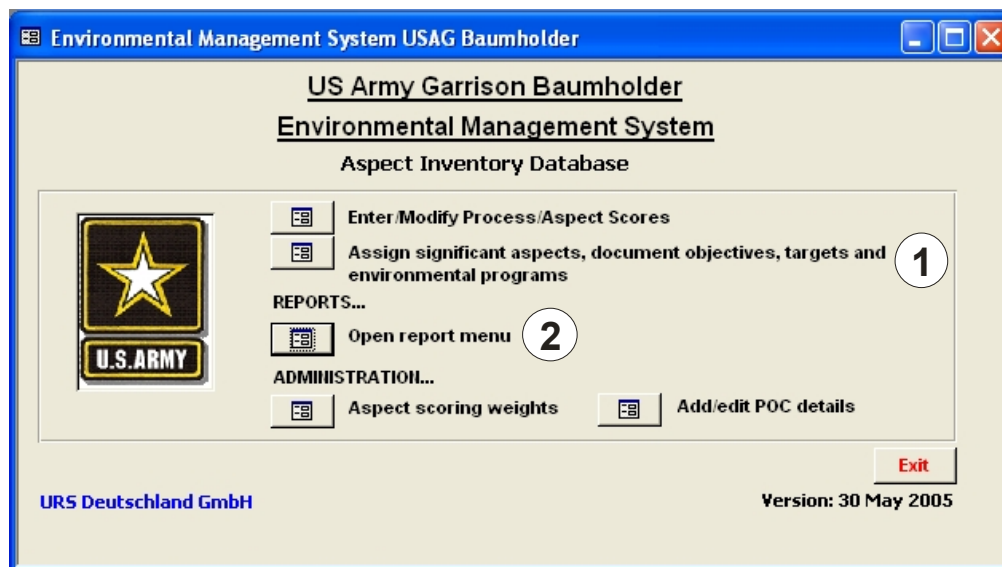 Environmental Management System USAG Baumholder
US Army Garrison Baumholder
Environmental Management System
Aspect Inventory Database
Enter/Modify Process/Aspect Scores
Assign significant aspects, document objectives, targets and
environmental programs
1
REPORTS...
Open report menu
2
U.S.ARMY
ADMINISTRATION...
Aspect scoring weights
Add/edit POC details
Exit
URS Deutschland GmbH
Version: 30 May 2005